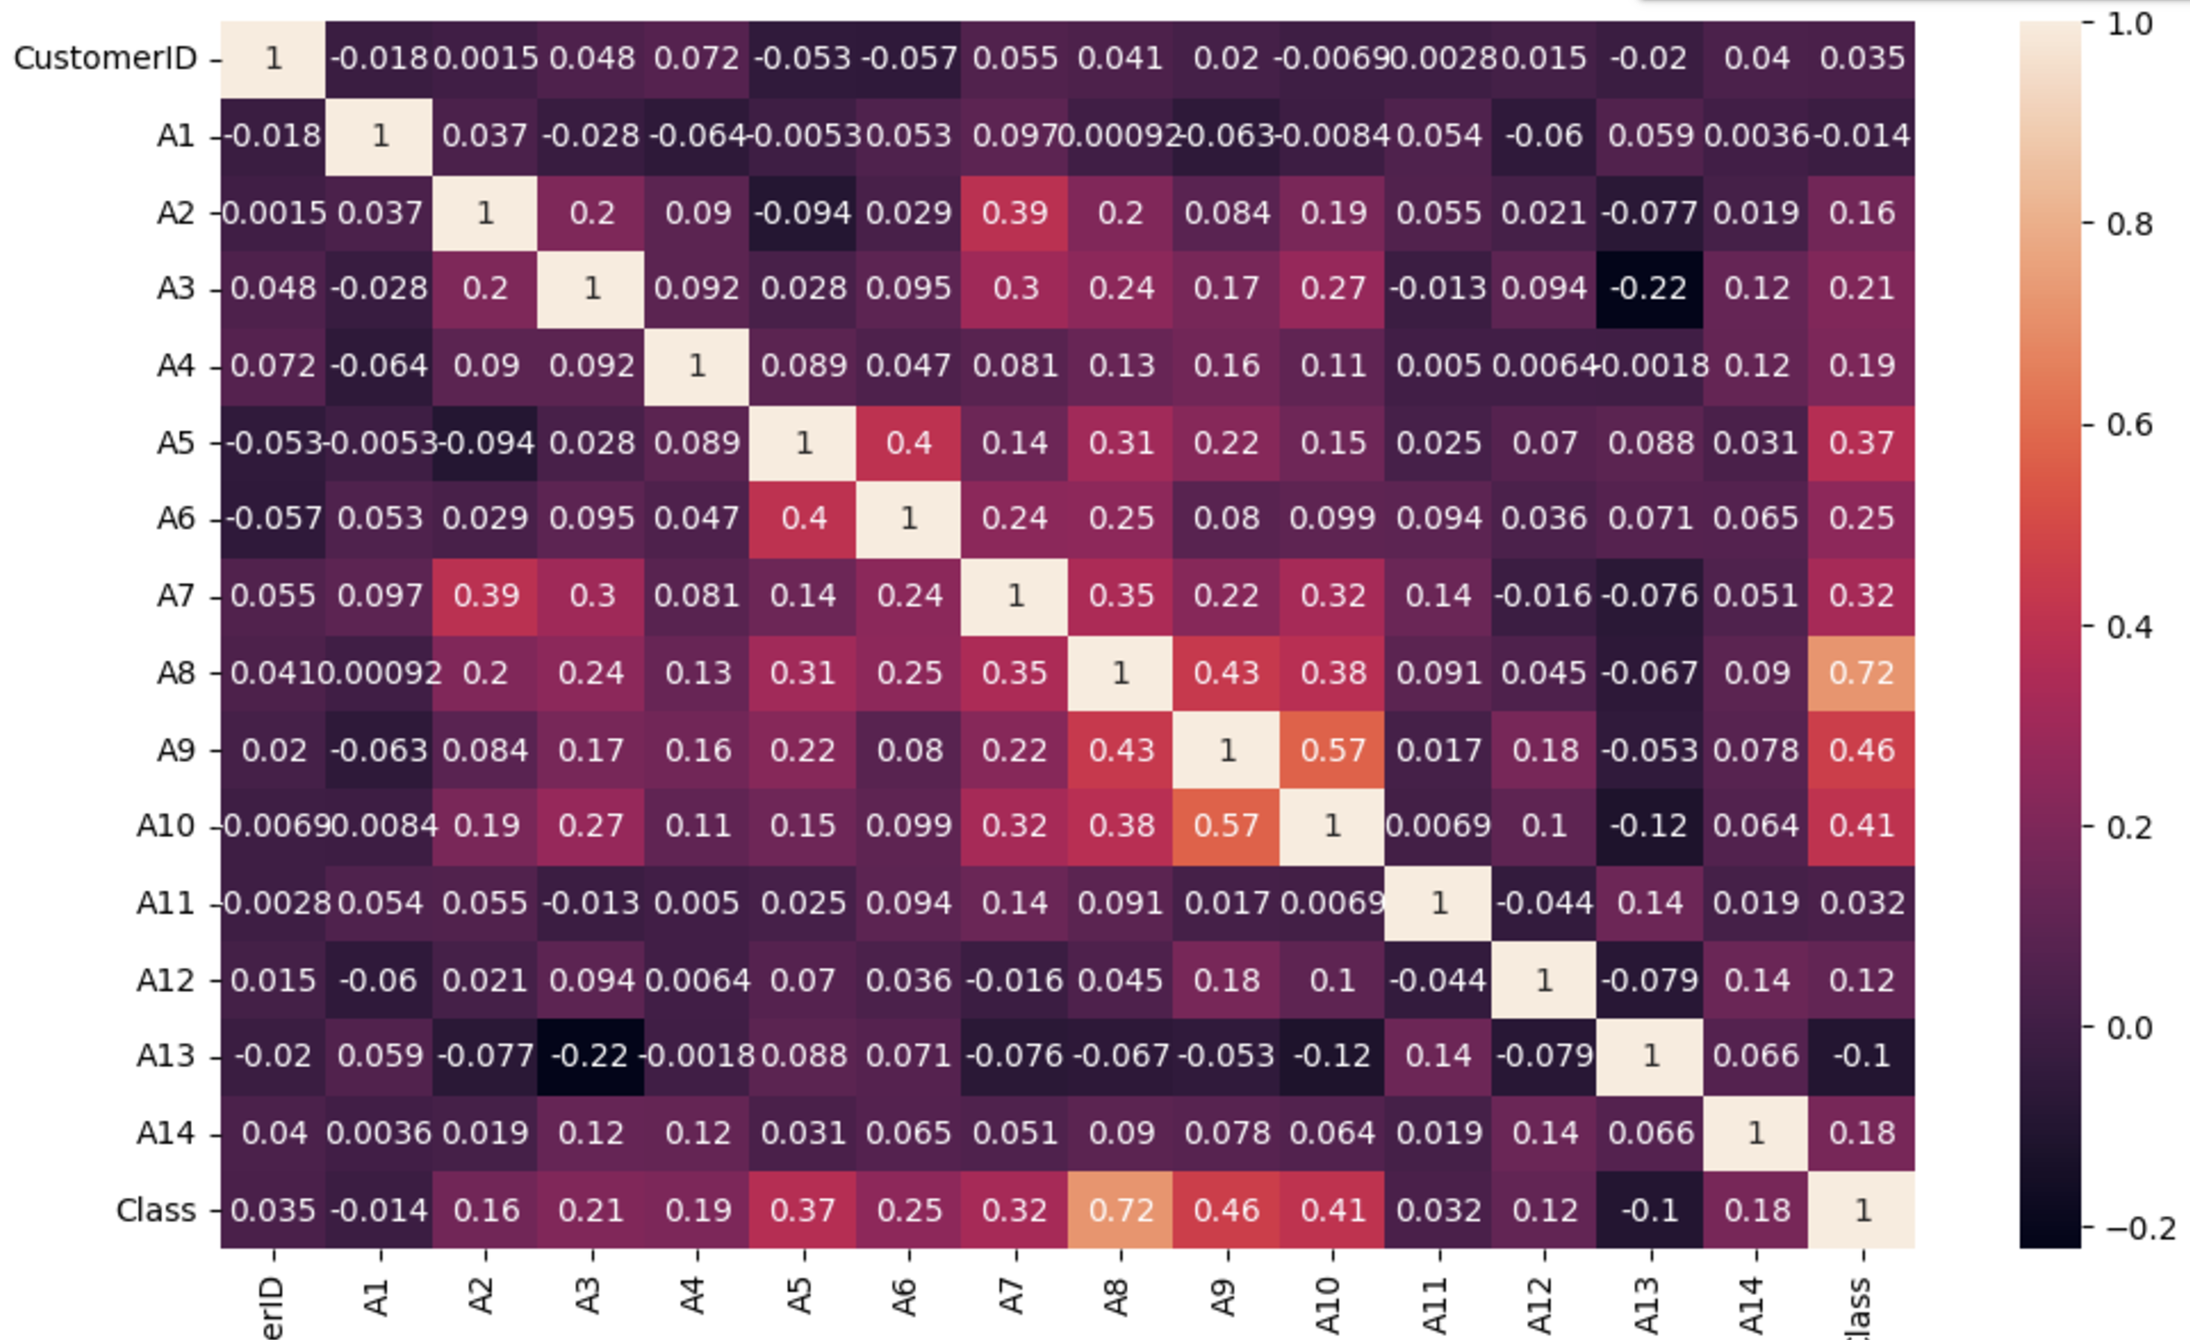 CustomerID 1 -0.018 0.0015 0.048 0.072 -0.053 -0.057 0.055 0.041 0.02 -0.0069 0.0028 0.015 -0.02 0.04 0.035
A1 -0.018 1 0.037 -0.028 -0.064 -0.0053 0.053 0.097 0.00092 -0.063 -0.0084 0.054 -0.06 0.059 0.0036 -0.014
A2 0.0015 0.037 1 0.2 0.09 -0.094 0.029 0.39 0.2 0.084 0.19 0.055 0.021 -0.077 0.019 0.16
A3 0.048 -0.028 0.2 1 0.092 0.028 0.095 0.3 0.24 0.17 0.27 -0.013 0.094 -0.22 0.12 0.21
A4 0.072 -0.064 0.09 0.092 1 0.089 0.047 0.081 0.13 0.16 0.11 0.005 0.0064 -0.0018 0.12 0.19
A5 -0.053 -0.0053 -0.094 0.028 0.089 1 0.4 0.14 0.31 0.22 0.15 0.025 0.07 0.088 0.031 0.37
A6 -0.057 0.053 0.029 0.095 0.047 0.4 1 0.24 0.25 0.08 0.099 0.094 0.036 0.071 0.065 0.25
A7 0.055 0.097 0.39 0.3 0.081 0.14 0.24 1 0.35 0.22 0.32 0.14 -0.016 -0.076 0.051 0.32
A8 0.041 0.00092 0.2 0.24 0.13 0.31 0.25 0.35 1 0.43 0.38 0.091 0.045 -0.067 0.09 0.72
A9 0.02 -0.063 0.084 0.17 0.16 0.22 0.08 0.22 0.43 1 0.57 0.017 0.18 -0.053 0.078 0.46
A10 -0.0069 0.0084 0.19 0.27 0.11 0.15 0.099 0.32 0.38 0.57 1 0.0069 0.1 -0.12 0.064 0.41
A11 -0.0028 0.054 0.055 -0.013 0.005 0.025 0.094 0.14 0.091 0.017 0.0069 1 -0.044 0.14 0.019 0.032
A12 0.015 -0.06 0.021 0.094 0.0064 0.07 0.036 -0.016 0.045 0.18 0.1 -0.044 1 -0.079 0.14 0.12
A13 -0.02 0.059 -0.077 -0.22 -0.0018 0.088 0.071 -0.076 -0.067 -0.053 -0.12 0.14 -0.079 1 0.066 -0.1
A14 0.04 0.0036 0.019 0.12 0.12 0.031 0.065 0.051 0.09 0.078 0.064 0.019 0.14 0.066 1 0.18
Class 0.035 -0.014 0.16 0.21 0.19 0.37 0.25 0.32 0.72 0.46 0.41 0.032 0.12 -0.1 0.18 1
erID A1 A2 A3 A4 A5 A6 A7 A8 A9 A10 A11 A12 A13 A14 lass
1.0
0.8
0.6
0.4
0.2
0.0
−0.2